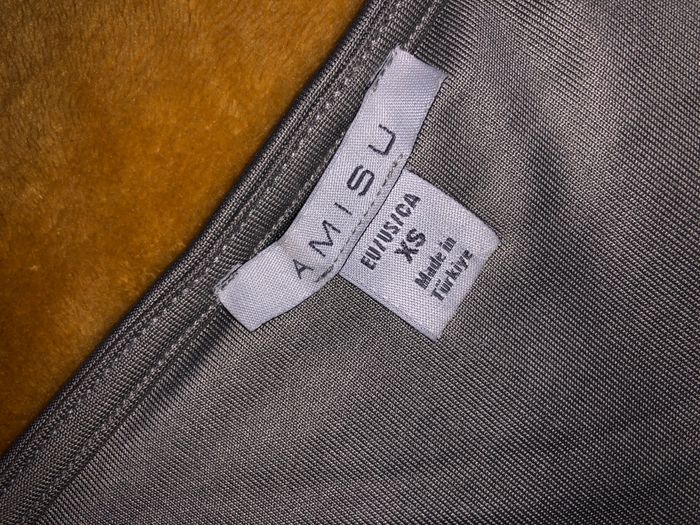 AMISU
EU/US/CA
XS
Made in
Türkiye